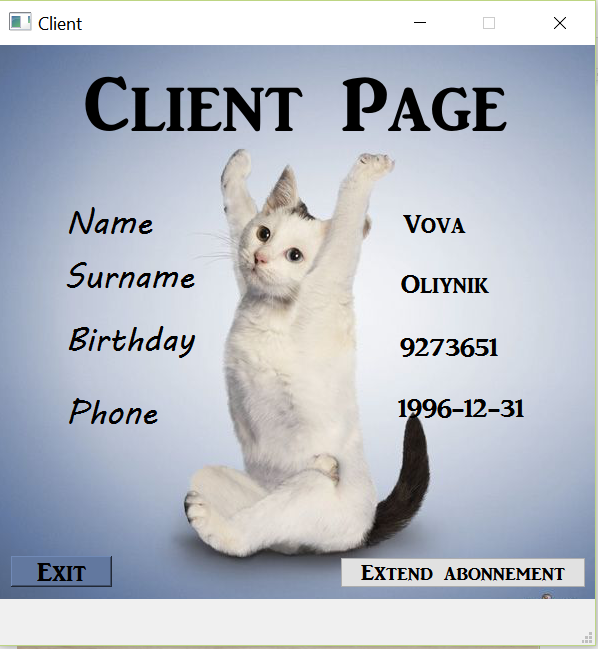 Client
Client Page
Name Vova
Surname Oliynik
Birthday 9273651
Phone 1996-12-31
Exit Extend abonnement